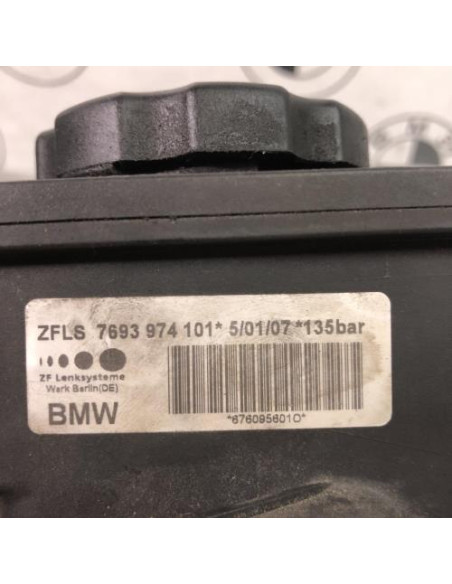 ZFLS 7693 974 101* 5/01/07 *135bar
ZF Lenksysteme
Werk Berlin(DE)
BMW
*6760956010*